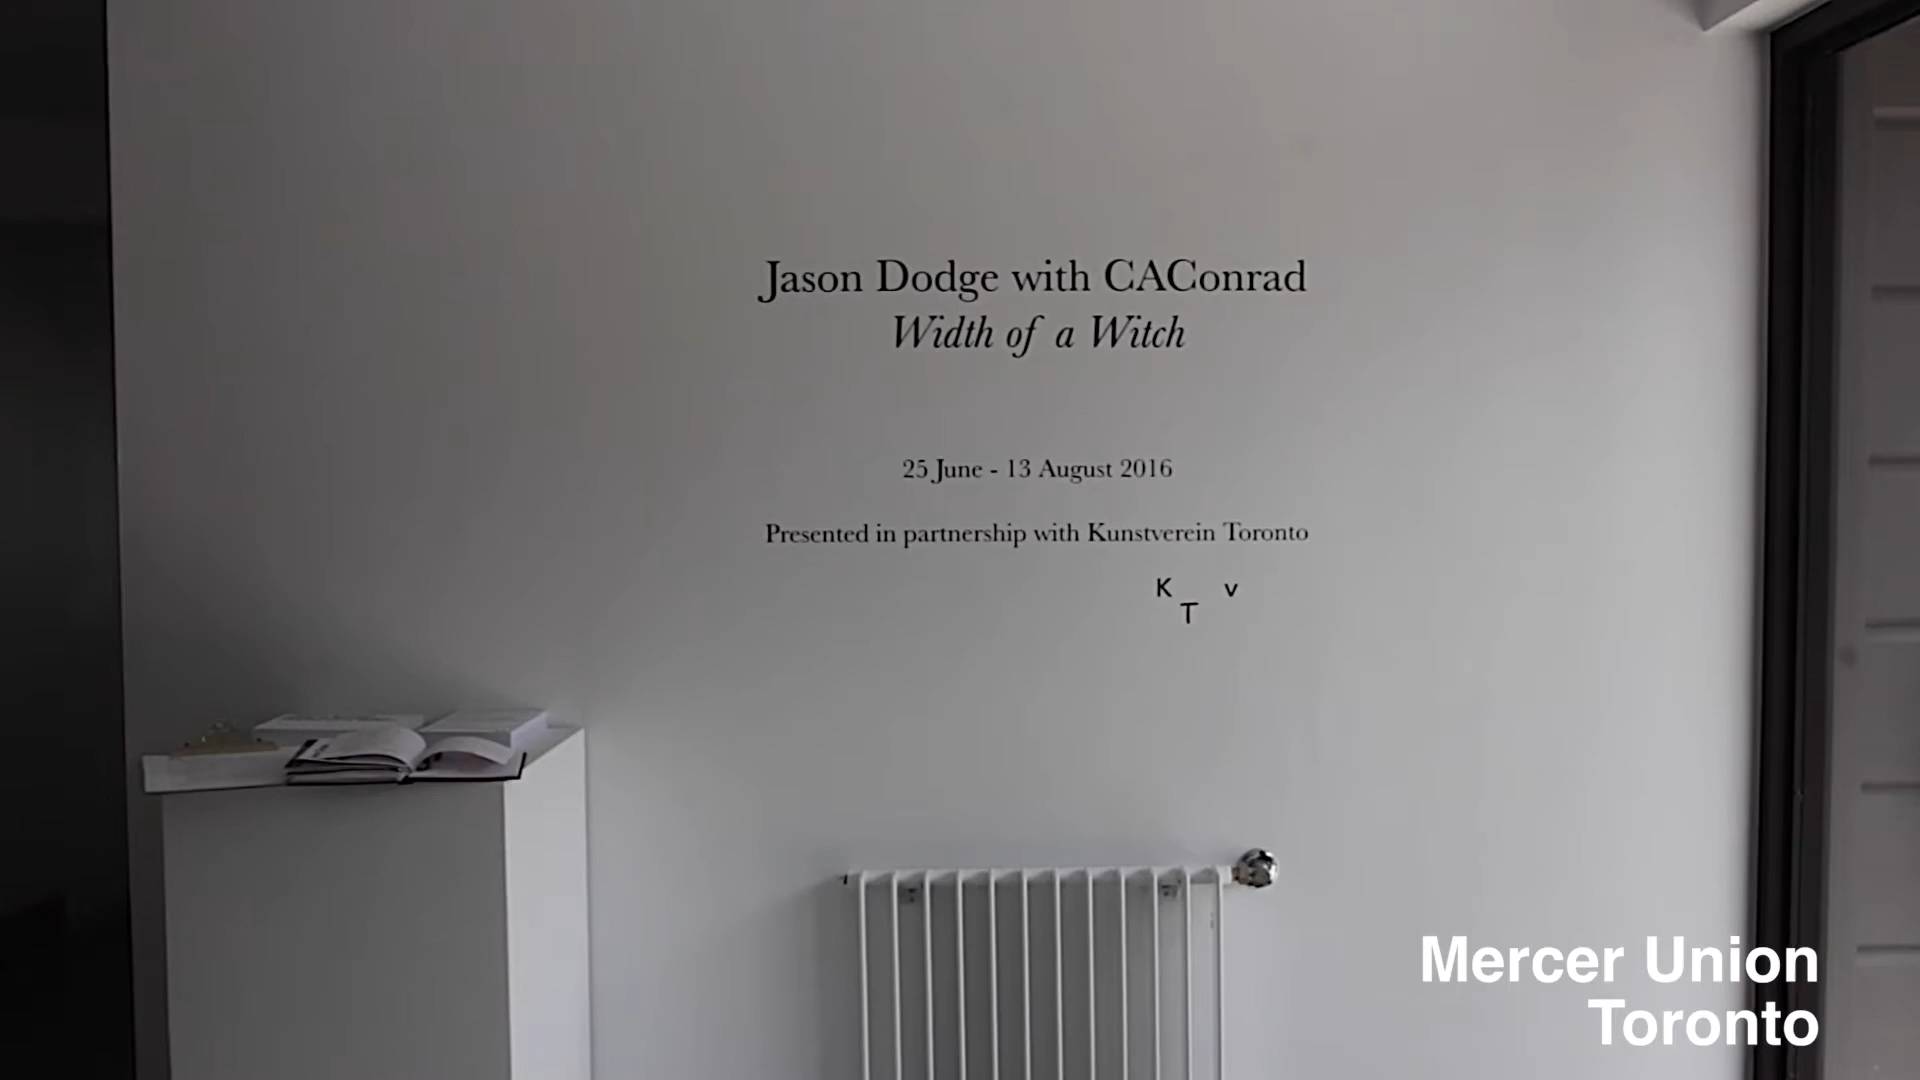 Jason Dodge with CAConrad
Width of a Witch
25 June - 13 August 2016
Presented in partnership with Kunstverein Toronto
K v
T
Mercer Union
Toronto